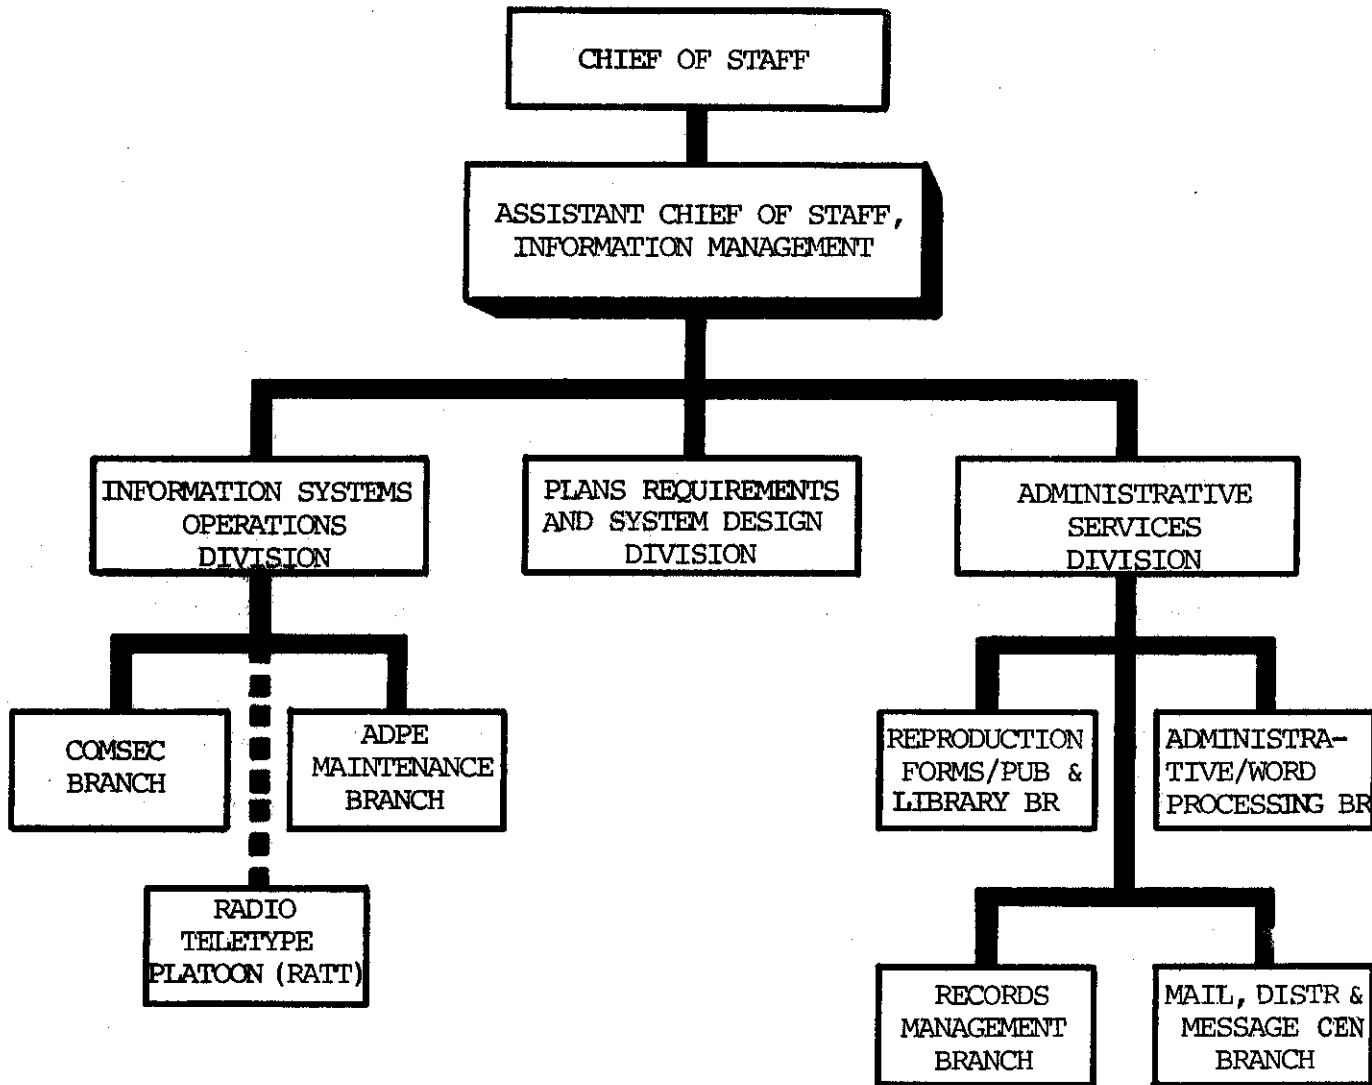 CHIEF OF STAFF
ASSISTANT CHIEF OF STAFF,
INFORMATION MANAGEMENT
INFORMATION SYSTEMS
OPERATIONS
DIVISION
PLANS REQUIREMENTS
AND SYSTEM DESIGN
DIVISION
ADMINISTRATIVE
SERVICES
DIVISION
COMSEC
BRANCH
ADPE
MAINTENANCE
BRANCH
REPRODUCTION
FORMS/PUB &
LIBRARY BR
ADMINISTRA-
TIVE/WORD
PROCESSING BR
RADIO
TELETYPE
PLATOON (RATT)
RECORDS
MANAGEMENT
BRANCH
MAIL, DISTR &
MESSAGE CEN
BRANCH